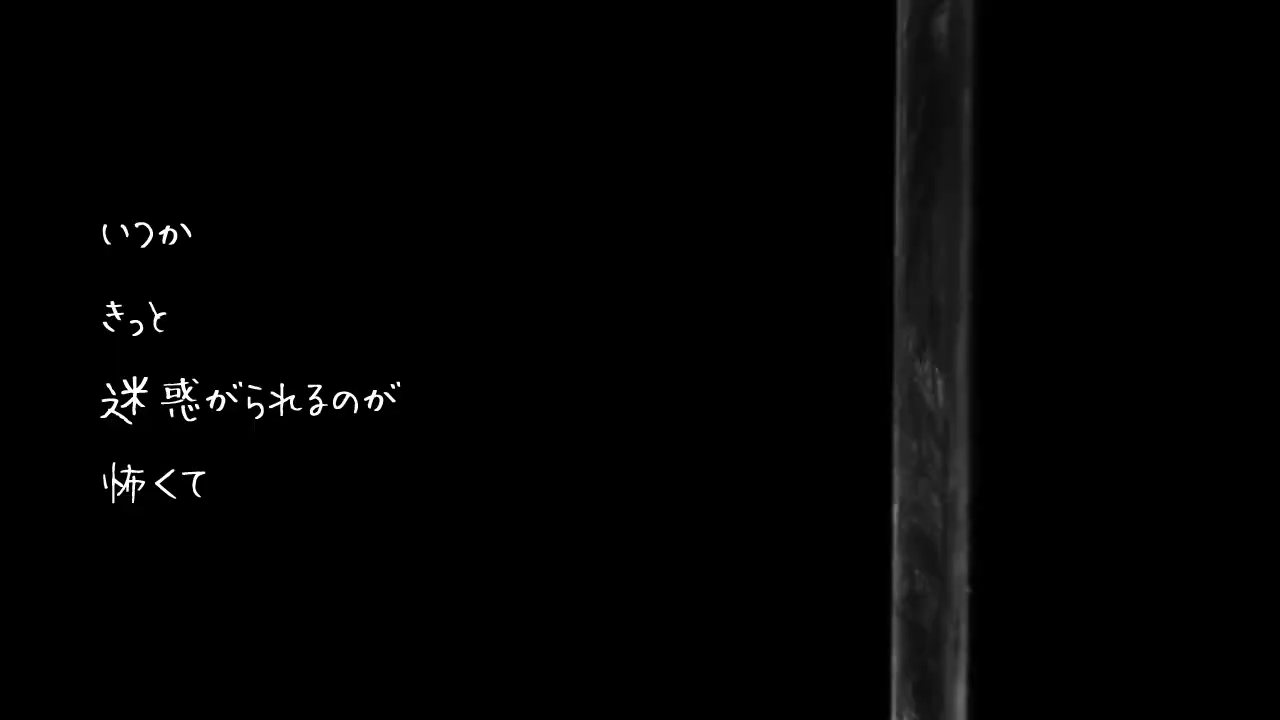 いつか
きっと
迷惑がられるのが
怖くて